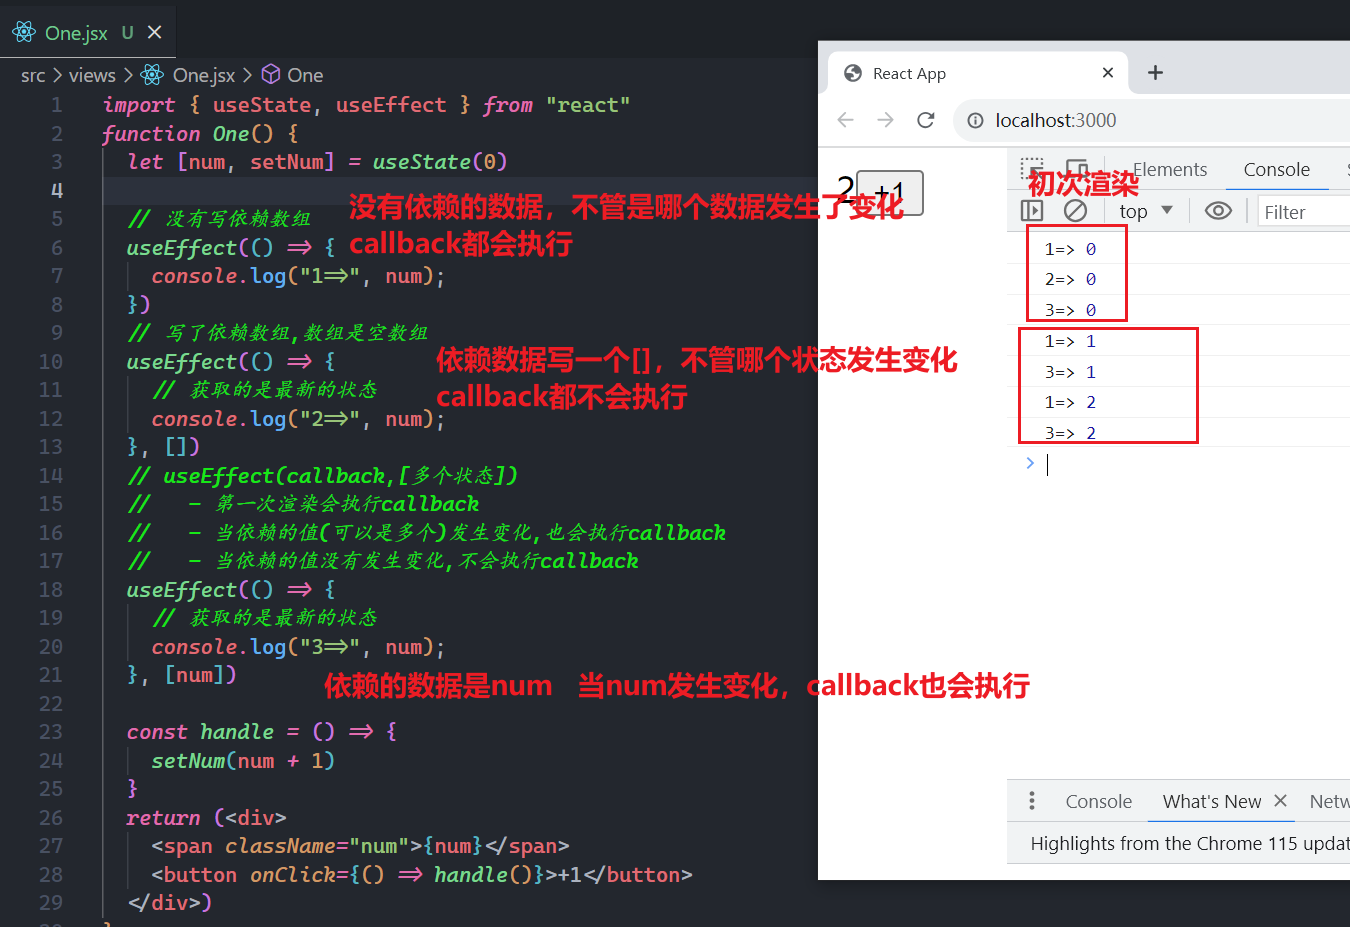 One.jsx U
src > views > One.jsx > One
1 import { useState, useEffect } from "react"
2 function One() {
3 let [num, setNum] = useState(0)
4
5 // 没有写依赖数组
没有依赖的数据，不管是哪个数据发生了变化
callback都会执行
6 useEffect(() => {
7 console.log("1=>", num);
8 })
9 // 写了依赖数组,数组是空数组
10 useEffect(() => {
依赖数据写一个[]，不管哪个状态发生变化
callback都不会执行
11 // 获取的是最新的状态
12 console.log("2=>", num);
13 }, [])
14 // useEffect(callback,[多个状态])
15 // - 第一次渲染会执行callback
16 // - 当依赖的值(可以是多个)发生变化,也会执行callback
17 // - 当依赖的值没有发生变化,不会执行callback
18 useEffect(() => {
19 // 获取的是最新的状态
20 console.log("3=>", num);
21 }, [num])
依赖的数据是num 当num发生变化，callback也会执行
22
23 const handle = () => {
24 setNum(num + 1)
25 }
26 return (<div>
27 <span className="num">{num}</span>
28 <button onClick={() => handle()}>+1</button>
29 </div>)
React App
localhost:3000
2 +1
Elements Console
初次渲染
top Filter
1=> 0
2=> 0
3=> 0
1=> 1
3=> 1
1=> 2
3=> 2
>
Console What's New Netw
Highlights from the Chrome 115 updat